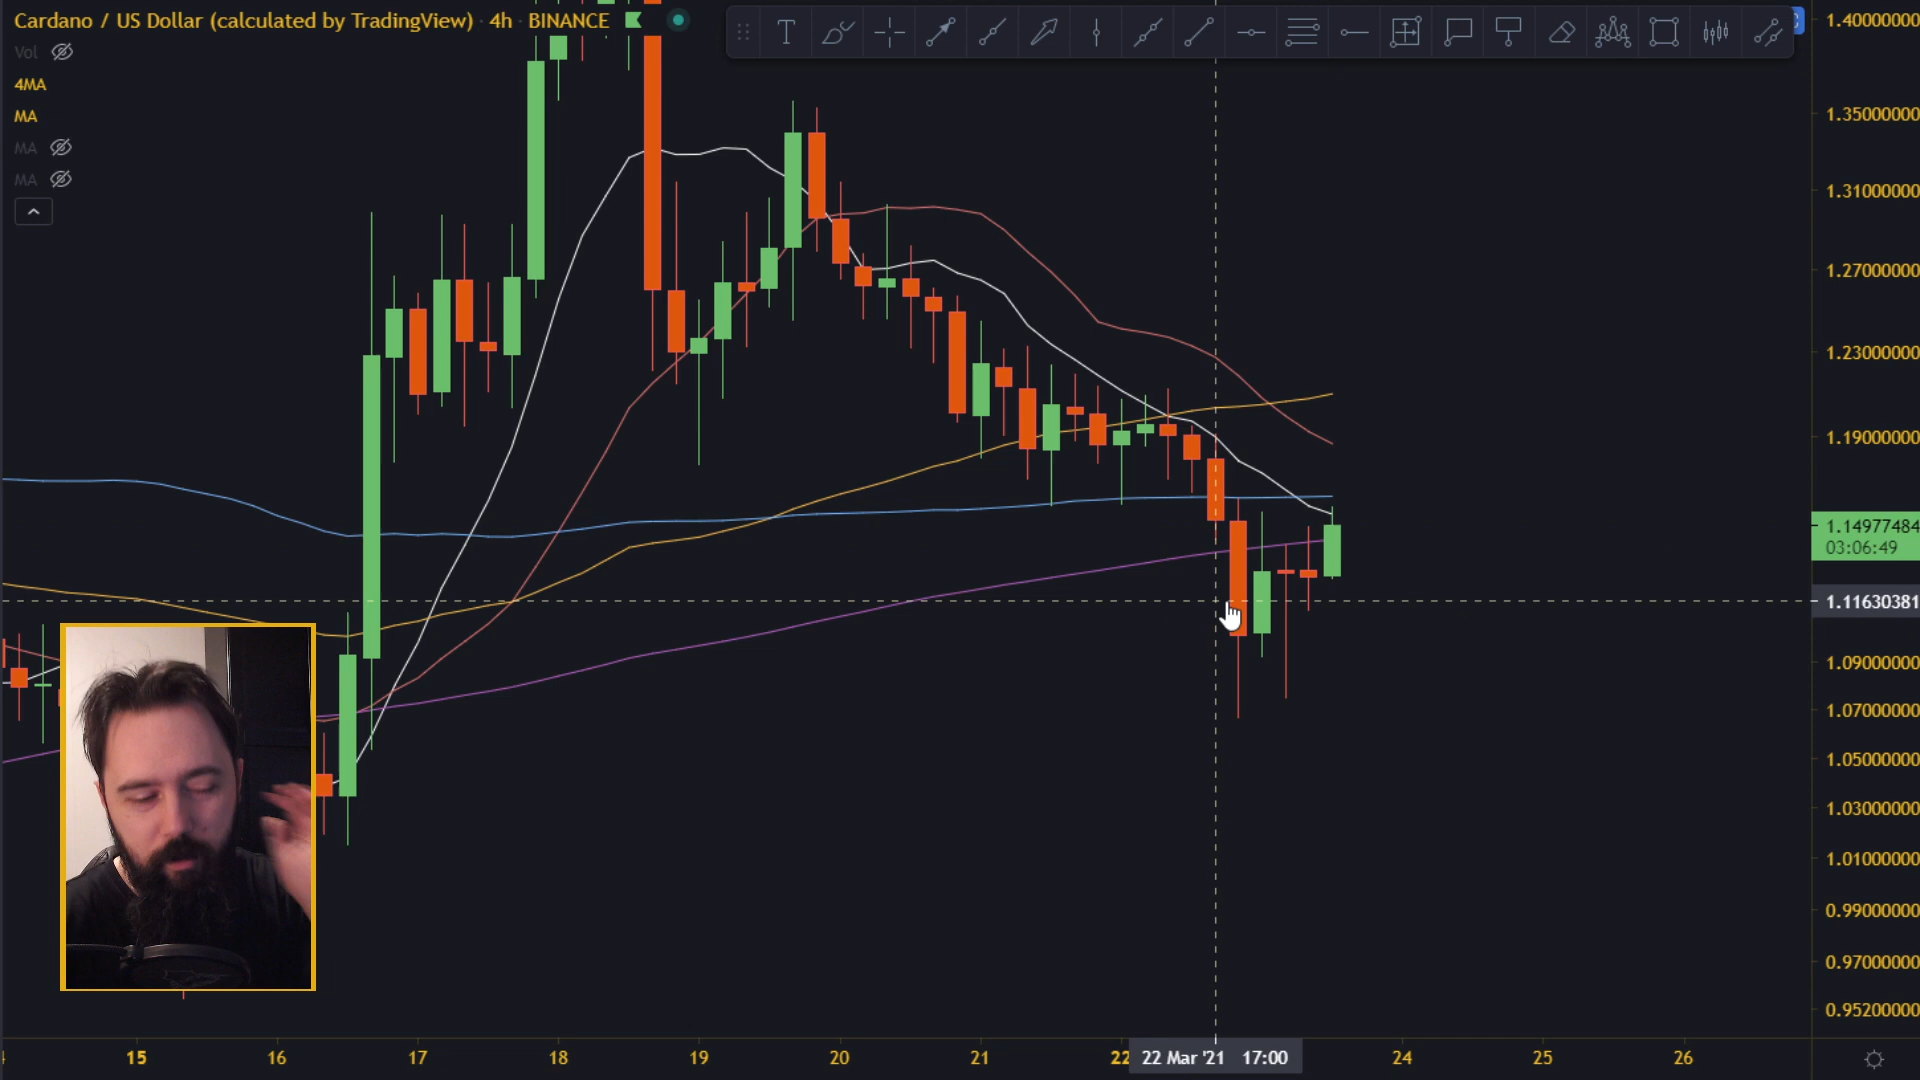 Cardano / US Dollar (calculated by TradingView) · 4h · BINANCE
Vol
4MA
MA
MA
MA
1.40000000
1.35000000
1.31000000
1.27000000
1.23000000
1.19000000
1.14977484
03:06:49
1.11630381
1.09000000
1.07000000
1.05000000
1.03000000
1.01000000
0.99000000
0.97000000
0.95200000
15 16 17 18 19 20 21 22 22 Mar '21 17:00 24 25 26